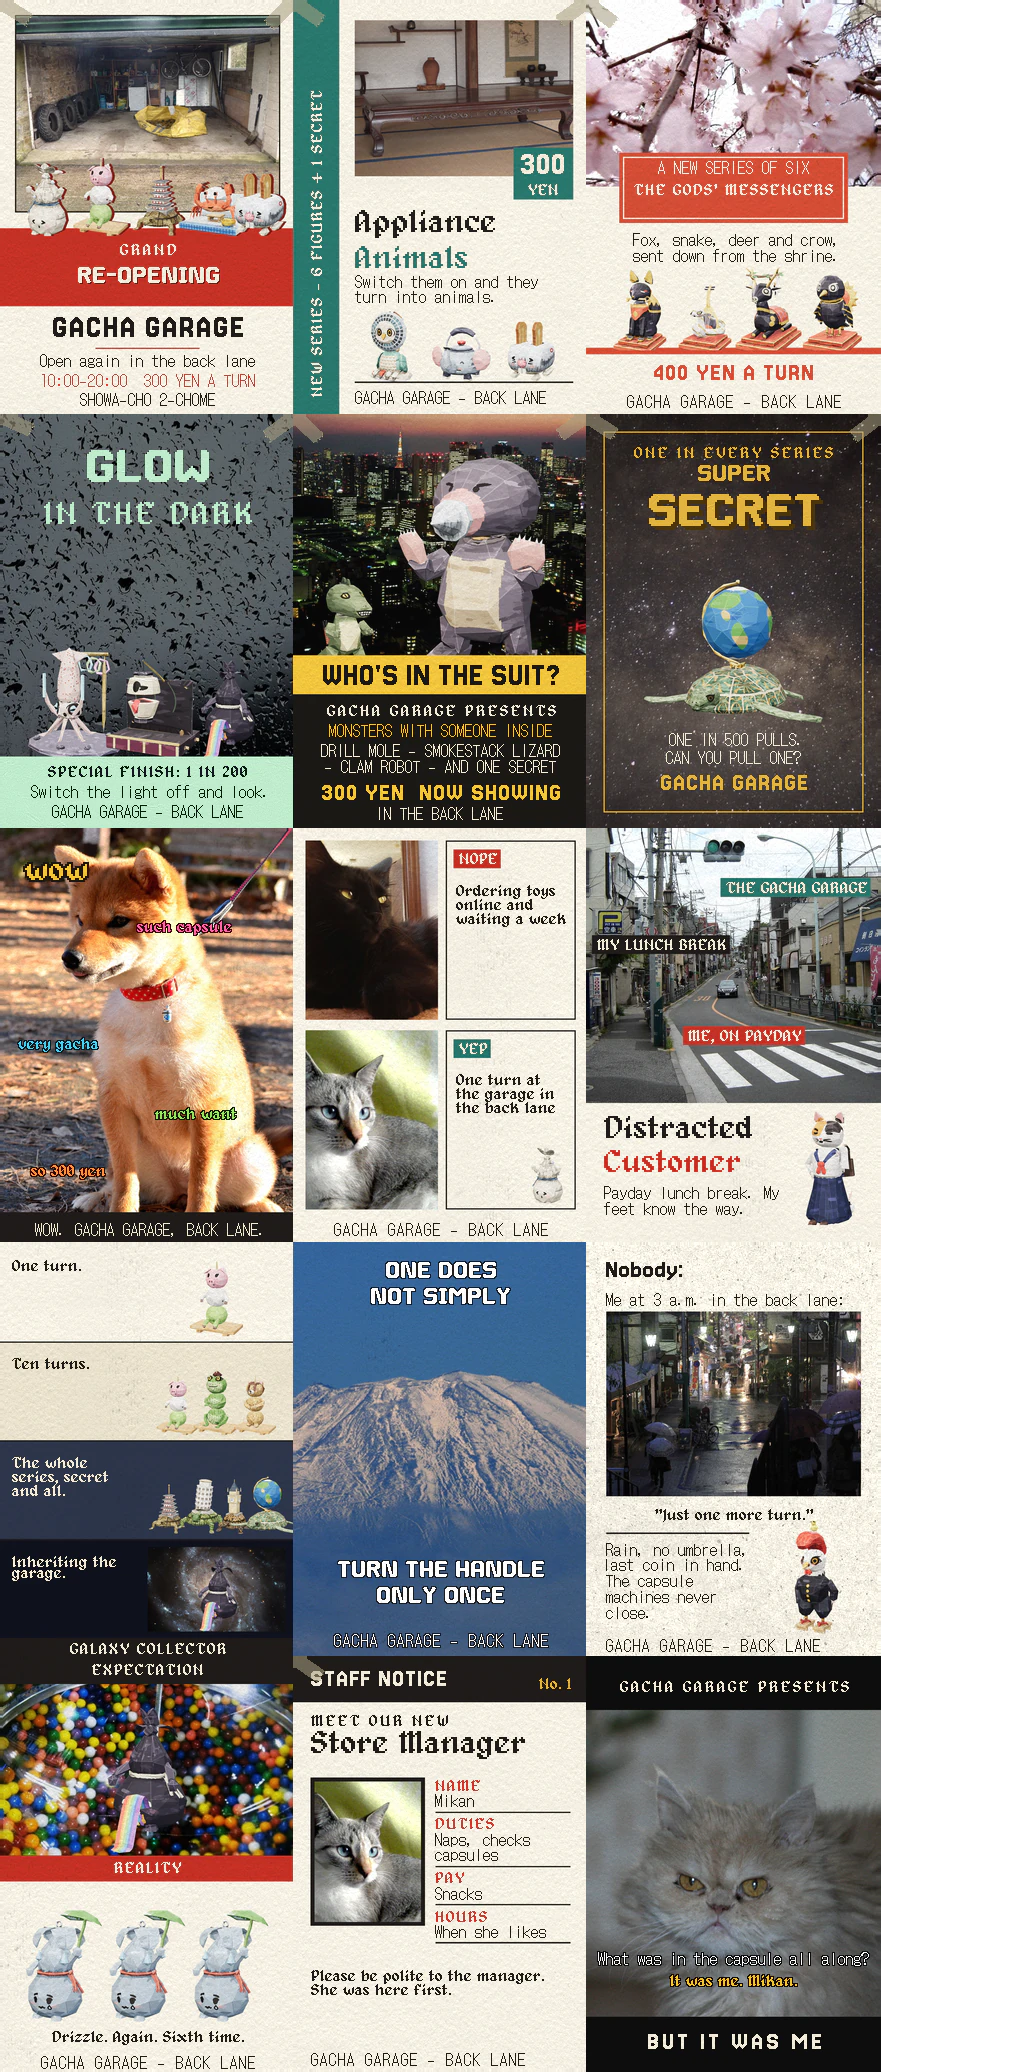 GRAND
RE-OPENING
GACHA GARAGE
Open again in the back lane
10:00-20:00 300 YEN A TURN
SHOWA-CHO 2-CHOME
NEW SERIES - 6 FIGURES + 1 SECRET
300
YEN
Appliance
Animals
Switch them on and they
turn into animals.
GACHA GARAGE - BACK LANE
A NEW SERIES OF SIX
THE GODS' MESSENGERS
Fox, snake, deer and crow,
sent down from the shrine.
400 YEN A TURN
GACHA GARAGE - BACK LANE
GLOW
IN THE DARK
SPECIAL FINISH: 1 IN 200
Switch the light off and look.
GACHA GARAGE - BACK LANE
WHO'S IN THE SUIT?
GACHA GARAGE PRESENTS
MONSTERS WITH SOMEONE INSIDE
DRILL MOLE - SMOKESTACK LIZARD
- CLAM ROBOT - AND ONE SECRET
300 YEN NOW SHOWING
IN THE BACK LANE
ONE IN EVERY SERIES
SUPER
SECRET
ONE IN 500 PULLS.
CAN YOU PULL ONE?
GACHA GARAGE
WOW
such capsule
very gacha
much want
so 300 yen
WOW. GACHA GARAGE, BACK LANE.
NOPE
Ordering toys
online and
waiting a week
YEP
One turn at
the garage in
the back lane
GACHA GARAGE - BACK LANE
THE GACHA GARAGE
MY LUNCH BREAK
ME, ON PAYDAY
Distracted
Customer
Payday lunch break. My
feet know the way.
One turn.
Ten turns.
The whole
series, secret
and all.
Inheriting the
garage.
GALAXY COLLECTOR
ONE DOES
NOT SIMPLY
TURN THE HANDLE
ONLY ONCE
GACHA GARAGE - BACK LANE
Nobody:
Me at 3 a.m. in the back lane:
"Just one more turn."
Rain, no umbrella,
last coin in hand.
The capsule
machines never
close.
GACHA GARAGE - BACK LANE
EXPECTATION
REALITY
Drizzle. Again. Sixth time.
GACHA GARAGE - BACK LANE
STAFF NOTICE
No. 1
MEET OUR NEW
Store Manager
NAME
Mikan
DUTIES
Naps, checks
capsules
PAY
Snacks
HOURS
When she likes
Please be polite to the manager.
She was here first.
GACHA GARAGE - BACK LANE
GACHA GARAGE PRESENTS
What was in the capsule all along?
It was me. Mikan.
BUT IT WAS ME